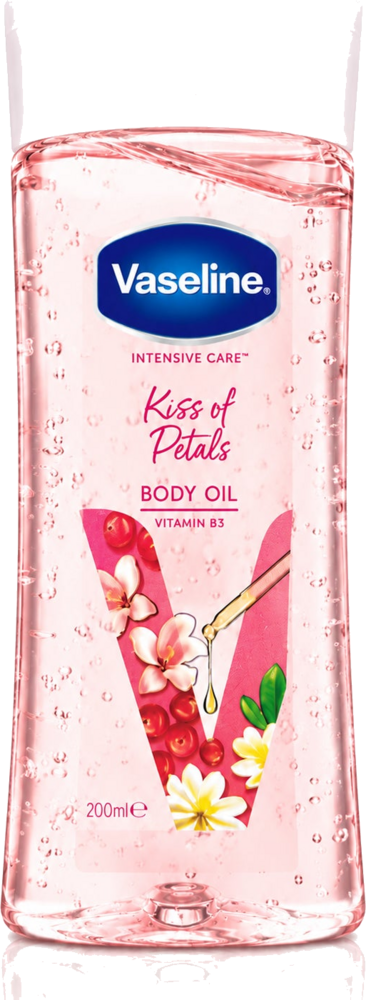 Vaseline®
INTENSIVE CARE™
Kiss of
Petals
BODY OIL
VITAMIN B3
200ml℮